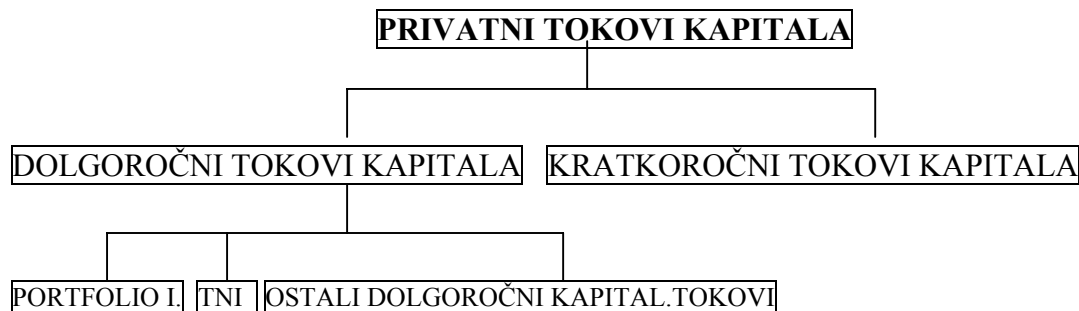 PRIVATNI TOKOVI KAPITALA
DOLGOROČNI TOKOVI KAPITALA
KRATKOROČNI TOKOVI KAPITALA
PORTFOLIO I.
TNI
OSTALI DOLGOROČNI KAPITAL.TOKOVI